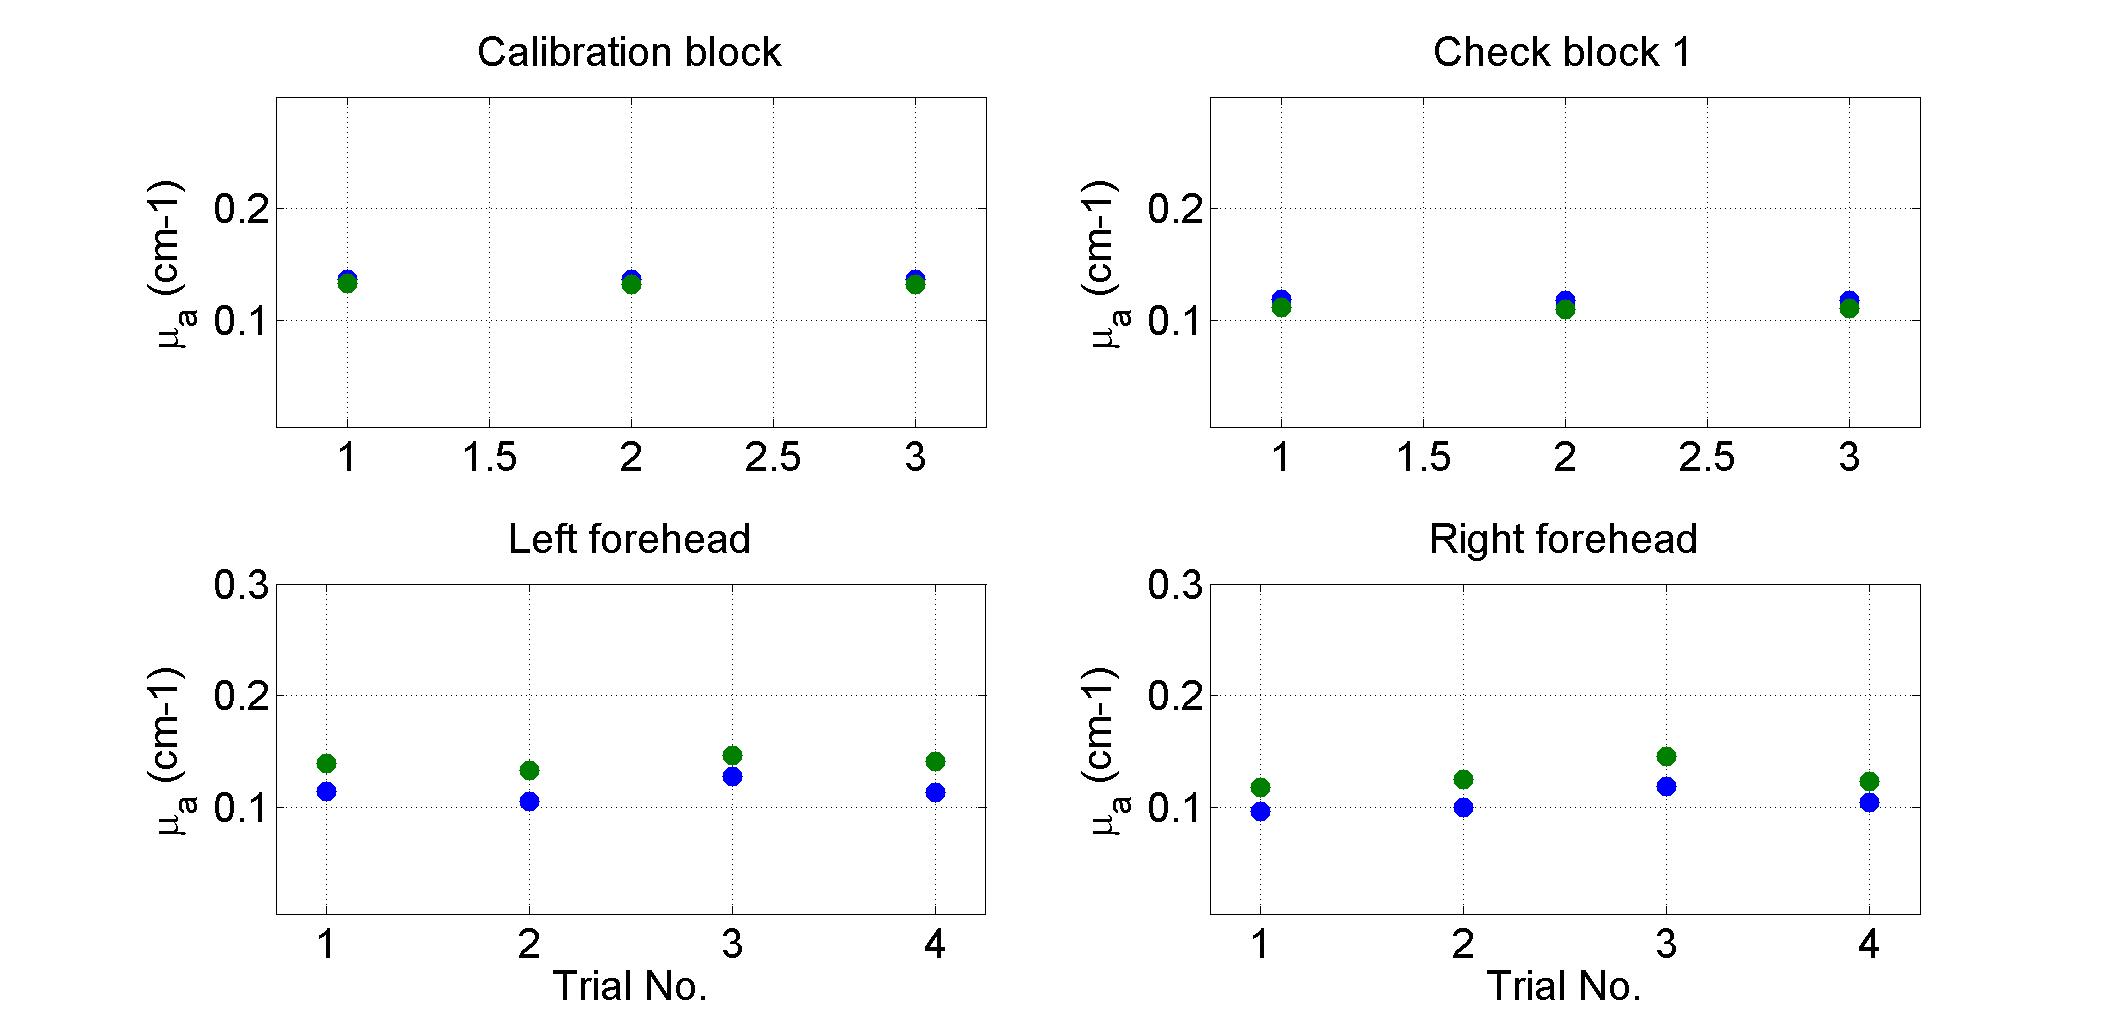 Calibration block
Check block 1
μa (cm-1)
0.2
0.1
1 1.5 2 2.5 3
μa (cm-1)
0.2
0.1
1 1.5 2 2.5 3
Left forehead
Right forehead
μa (cm-1)
0.3
0.2
0.1
1 2 3 4
Trial No.
μa (cm-1)
0.3
0.2
0.1
1 2 3 4
Trial No.